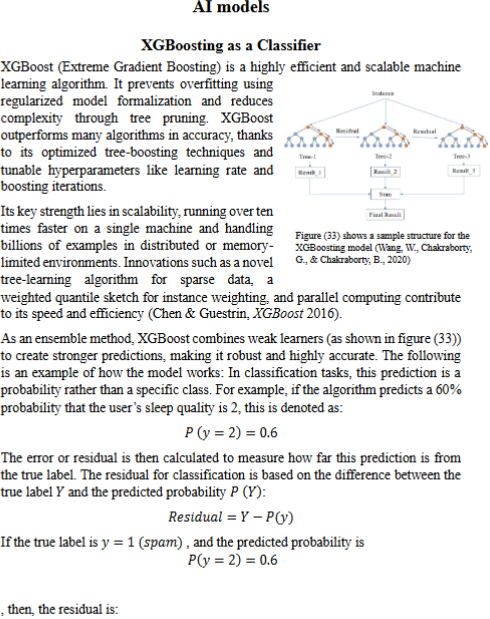 AI models
XGBoosting as a Classifier
XGBoost (Extreme Gradient Boosting) is a highly efficient and scalable machine
learning algorithm. It prevents overfitting using
regularized model formalization and reduces
complexity through tree pruning. XGBoost
outperforms many algorithms in accuracy, thanks
to its optimized tree-boosting techniques and
tunable hyperparameters like learning rate and
boosting iterations.
Instance
Residual
Residual
Tree-1
Tree-2
Tree-3
Result_1
Result_2
Result_3
Sum
Final Result
Figure (33) shows a sample structure for the
XGBoosting model (Wang, W., Chakraborty,
G., & Chakraborty, B., 2020)
Its key strength lies in scalability, running over ten
times faster on a single machine and handling
billions of examples in distributed or memory-
limited environments. Innovations such as a novel
tree-learning algorithm for sparse data, a
weighted quantile sketch for instance weighting, and parallel computing contribute
to its speed and efficiency (Chen & Guestrin, XGBoost 2016).
As an ensemble method, XGBoost combines weak learners (as shown in figure (33))
to create stronger predictions, making it robust and highly accurate. The following
is an example of how the model works: In classification tasks, this prediction is a
probability rather than a specific class. For example, if the algorithm predicts a 60%
probability that the user's sleep quality is 2, this is denoted as:
P (y = 2) = 0.6
The error or residual is then calculated to measure how far this prediction is from
the true label. The residual for classification is based on the difference between the
true label Y and the predicted probability P (Y):
Residual = Y − P(y)
If the true label is y = 1 (spam) , and the predicted probability is
P(y = 2) = 0.6
, then, the residual is: